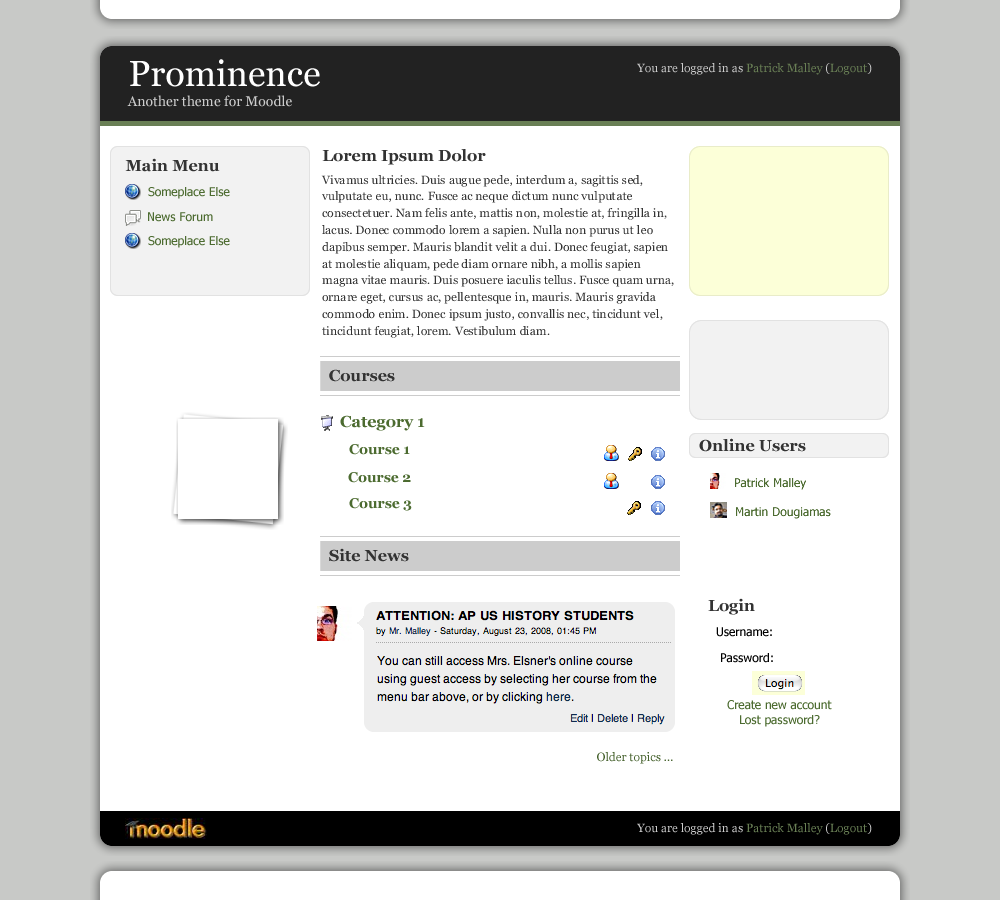 Prominence
Another theme for Moodle
You are logged in as Patrick Malley (Logout)
Main Menu
Someplace Else
News Forum
Someplace Else
Lorem Ipsum Dolor
Vivamus ultricies. Duis augue pede, interdum a, sagittis sed,
vulputate eu, nunc. Fusce ac neque dictum nunc vulputate
consectetuer. Nam felis ante, mattis non, molestie at, fringilla in,
lacus. Donec commodo lorem a sapien. Nulla non purus ut leo
dapibus semper. Mauris blandit velit a dui. Donec feugiat, sapien
at molestie aliquam, pede diam ornare nibh, a mollis sapien
magna vitae mauris. Duis posuere iaculis tellus. Fusce quam urna,
ornare eget, cursus ac, pellentesque in, mauris. Mauris gravida
commodo enim. Donec ipsum justo, convallis nec, tincidunt vel,
tincidunt feugiat, lorem. Vestibulum diam.
Courses
Category 1
Course 1
Course 2
Course 3
Site News
ATTENTION: AP US HISTORY STUDENTS
by Mr. Malley - Saturday, August 23, 2008, 01:45 PM
You can still access Mrs. Elsner's online course
using guest access by selecting her course from the
menu bar above, or by clicking here.
Edit | Delete | Reply
Older topics ...
Online Users
Patrick Malley
Martin Dougiamas
Login
Username:
Password:
Login
Create new account
Lost password?
moodle
You are logged in as Patrick Malley (Logout)